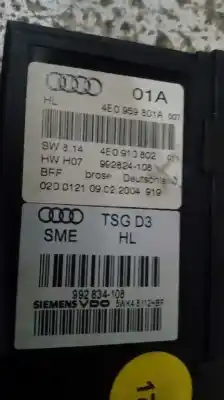 01A
HL 4E0 959 801A 007
SW 8.14 4E0 910 802
HW H07 992824-108
BFF brose Deutschland
020 0121 09.02.2004 919
TSG D3
SME HL
992 834-108
SIEMENS VDO